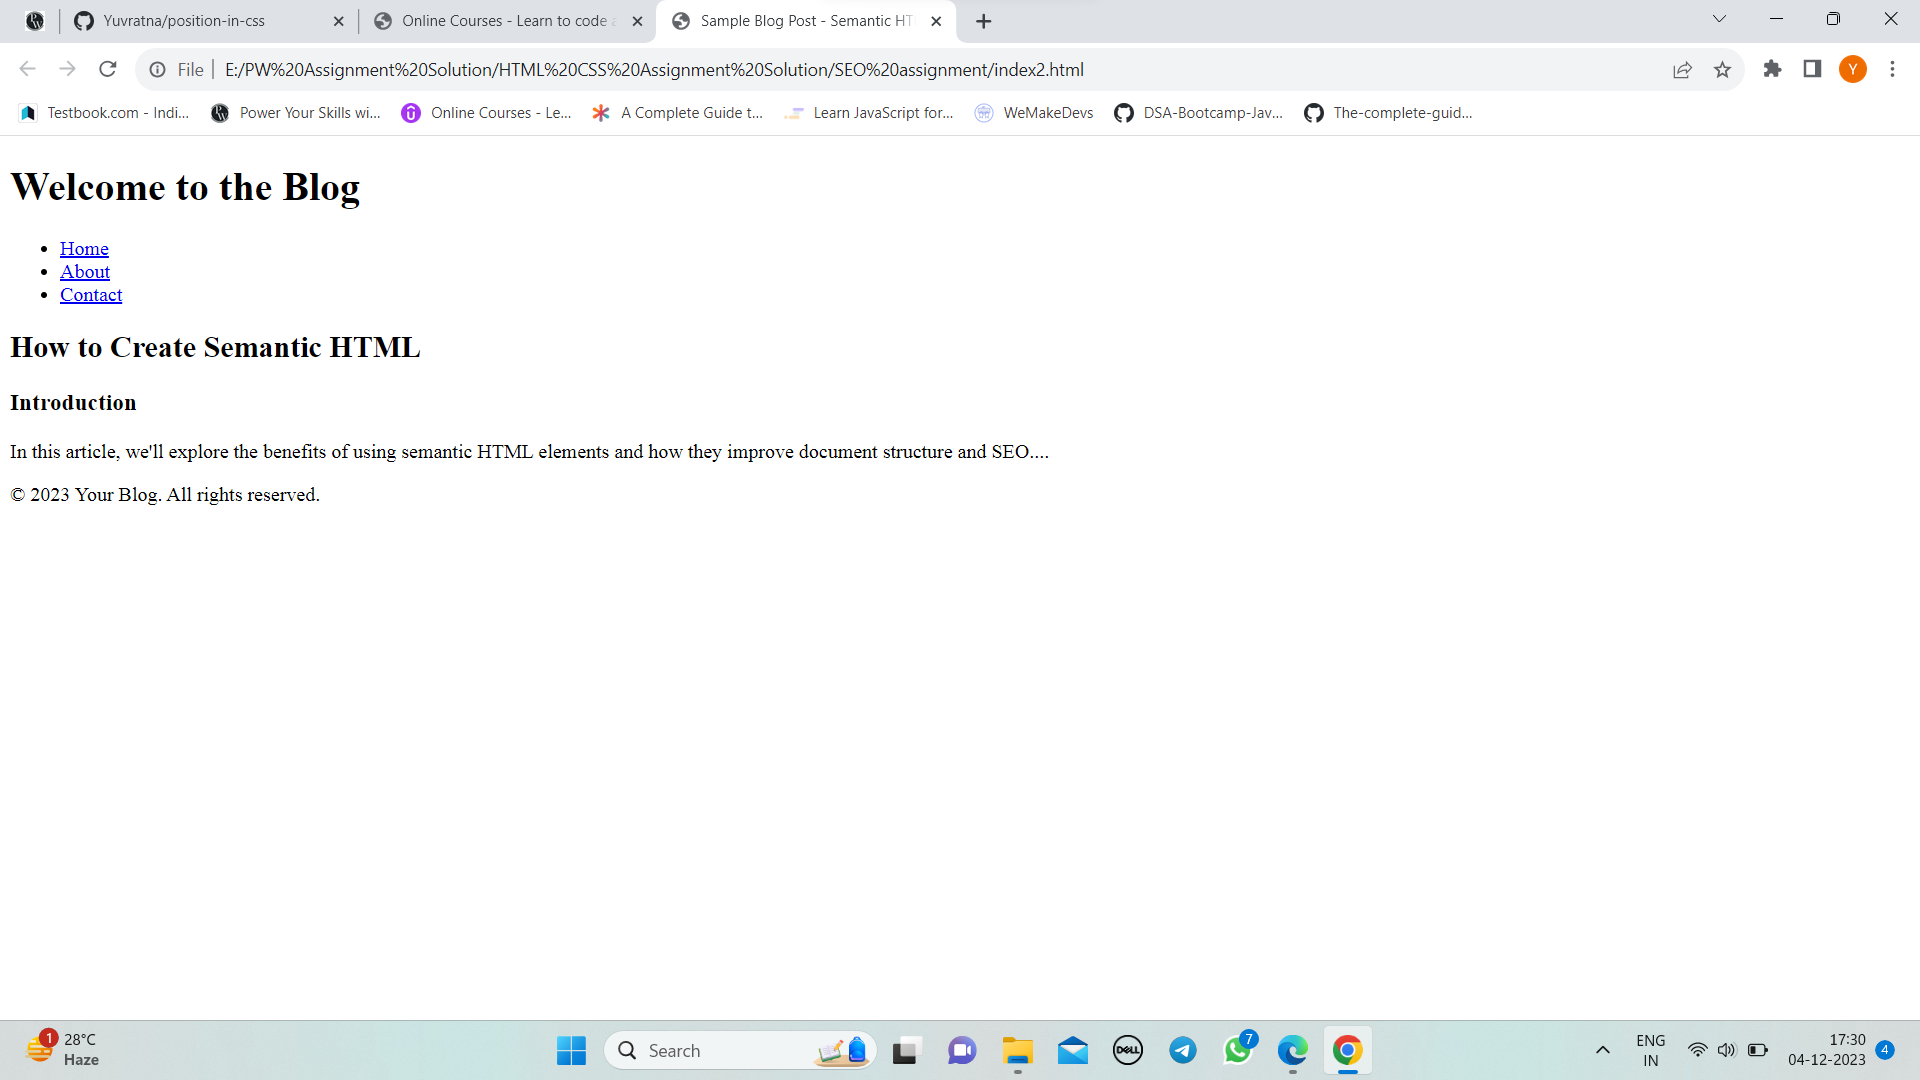 Yuvratna/position-in-css
Online Courses - Learn to code
Sample Blog Post - Semantic HT
File
E:/PW%20Assignment%20Solution/HTML%20CSS%20Assignment%20Solution/SEO%20assignment/index2.html
Y
Testbook.com - Indi...
Power Your Skills wi...
Online Courses - Le...
A Complete Guide t...
Learn JavaScript for...
WeMakeDevs
DSA-Bootcamp-Jav...
The-complete-guid...
Welcome to the Blog
• Home
• About
• Contact
How to Create Semantic HTML
Introduction
In this article, we'll explore the benefits of using semantic HTML elements and how they improve document structure and SEO....
© 2023 Your Blog. All rights reserved.
1
28°C
Haze
Search
DELL
7
ENG
IN
17:30
04-12-2023
4